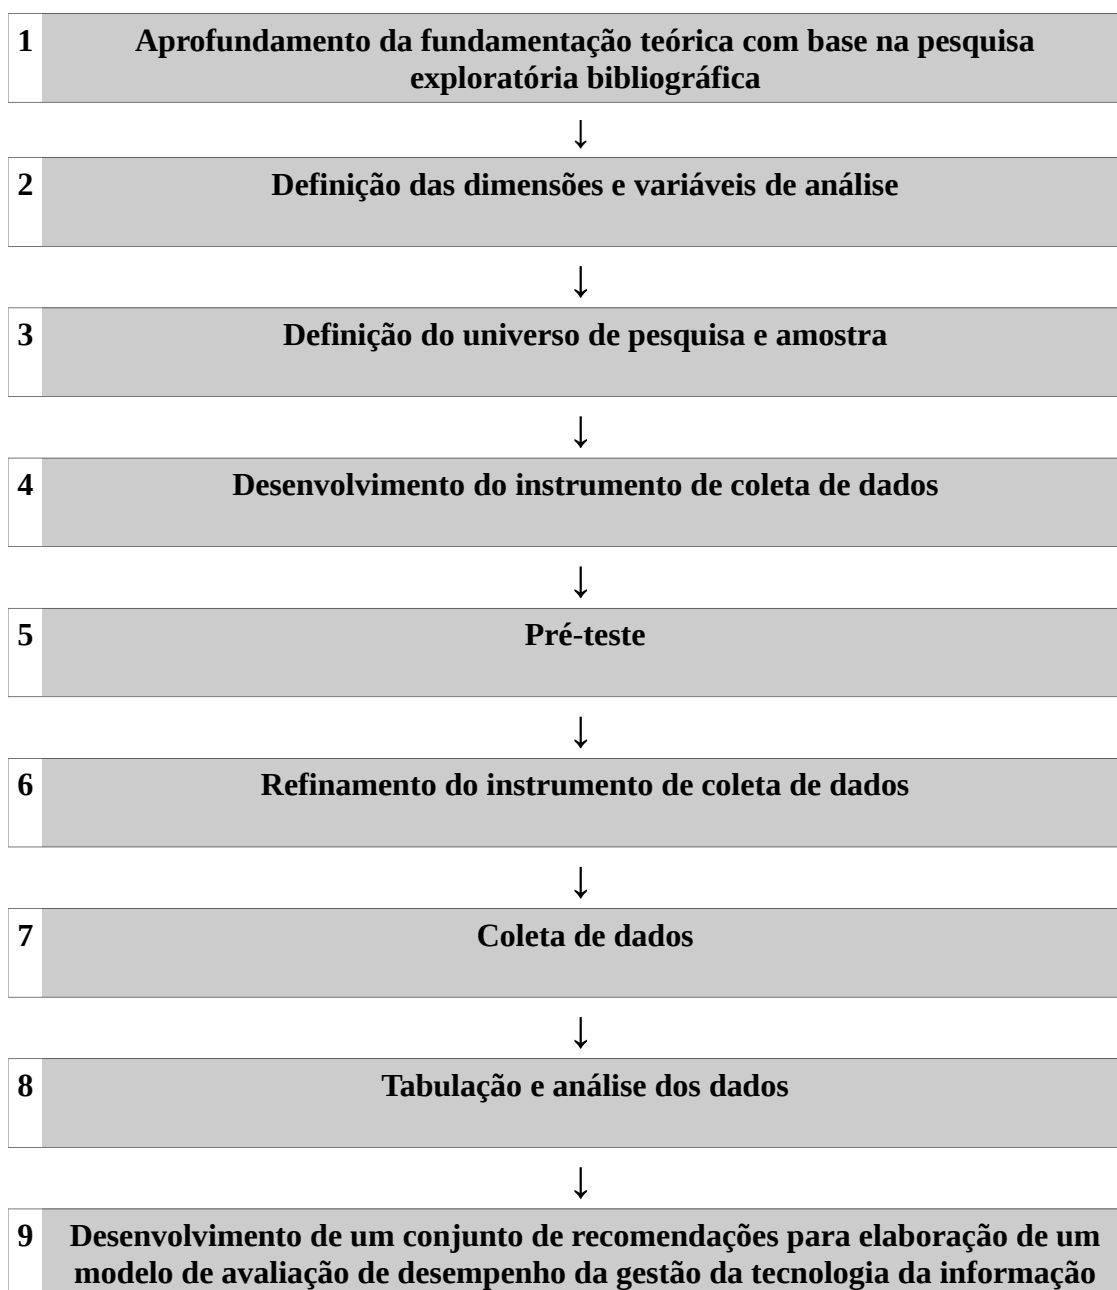 1 Aprofundamento da fundamentação teórica com base na pesquisa
exploratória bibliográfica
↓
2 Definição das dimensões e variáveis de análise
↓
3 Definição do universo de pesquisa e amostra
↓
4 Desenvolvimento do instrumento de coleta de dados
↓
5 Pré-teste
↓
6 Refinamento do instrumento de coleta de dados
↓
7 Coleta de dados
↓
8 Tabulação e análise dos dados
↓
9 Desenvolvimento de um conjunto de recomendações para elaboração de um
modelo de avaliação de desempenho da gestão da tecnologia da informação